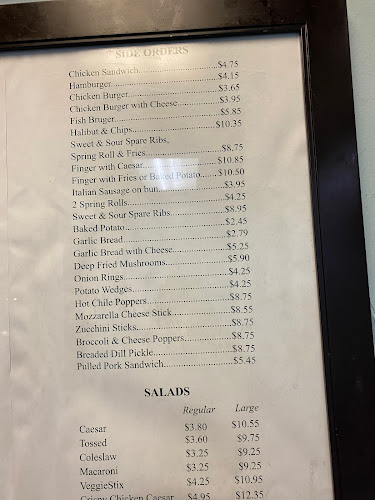 SIDE ORDERS
Chicken Sandwich...$4.75
Hamburger...$4.15
Chicken Burger...$3.65
Chicken Burger with Cheese...$3.95
Fish Bruger...$5.85
Halibut & Chips...$10.35
Sweet & Sour Spare Ribs,
Spring Roll & Fries...$8.75
Finger with Caesar...$10.85
Finger with Fries or Baked Potato...$10.50
Italian Sausage on bun...$3.95
2 Spring Rolls...$4.25
Sweet & Sour Spare Ribs...$8.95
Baked Potato...$2.45
Garlic Bread...$2.79
Garlic Bread with Cheese...$5.25
Deep Fried Mushrooms...$5.90
Onion Rings...$4.25
Potato Wedges...$4.25
Hot Chile Poppers...$8.75
Mozzarella Cheese Stick...$8.55
Zucchini Sticks...$8.75
Broccoli & Cheese Poppers...$8.75
Breaded Dill Pickle...$8.75
Pulled Pork Sandwich...$5.45
SALADS
Regular Large
Caesar $3.80 $10.55
Tossed $3.60 $9.75
Coleslaw $3.25 $9.25
Macaroni $3.25 $9.25
VeggieStix $4.25 $10.95
Crispy Chicken Caesar $4.95 $12.35